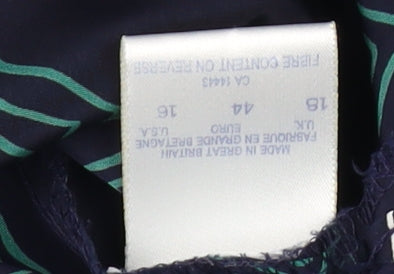 MADE IN GREAT BRITAIN
FABRIQUE EN GRANDE BRETAGNE
U.K. EURO U.S.A.
18 44 16
CA 14443
FIBRE CONTENT ON REVERSE